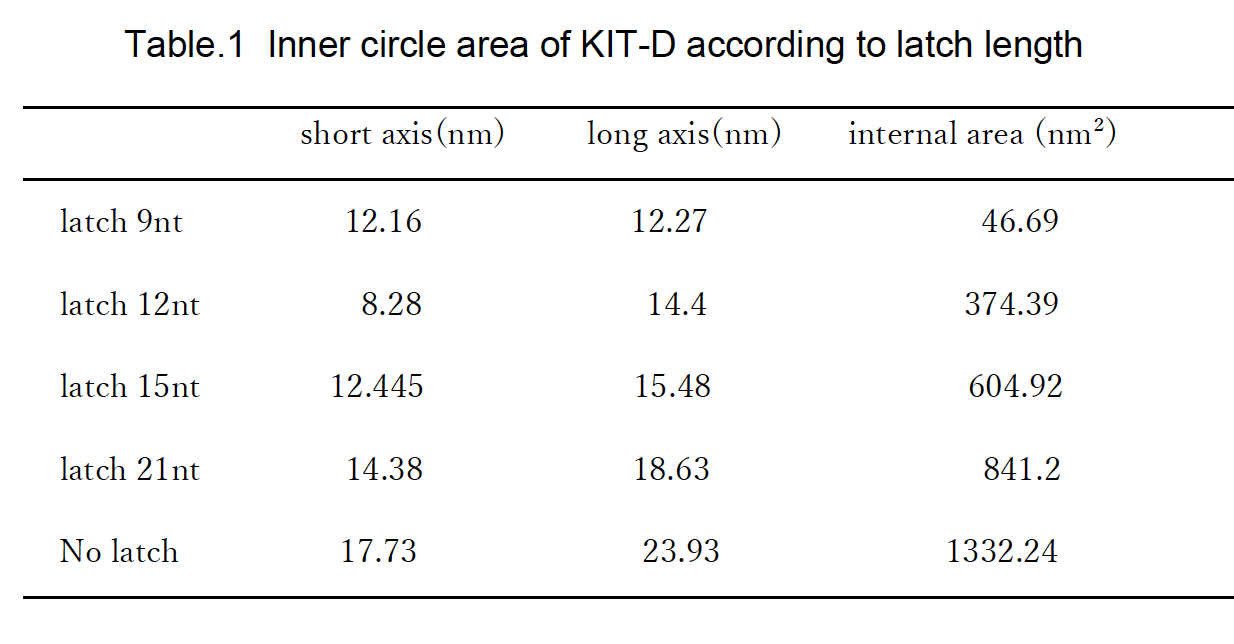 Table.1 Inner circle area of KIT-D according to latch length
short axis(nm) long axis(nm) internal area (nm²)
latch 9nt 12.16 12.27 46.69
latch 12nt 8.28 14.4 374.39
latch 15nt 12.445 15.48 604.92
latch 21nt 14.38 18.63 841.2
No latch 17.73 23.93 1332.24